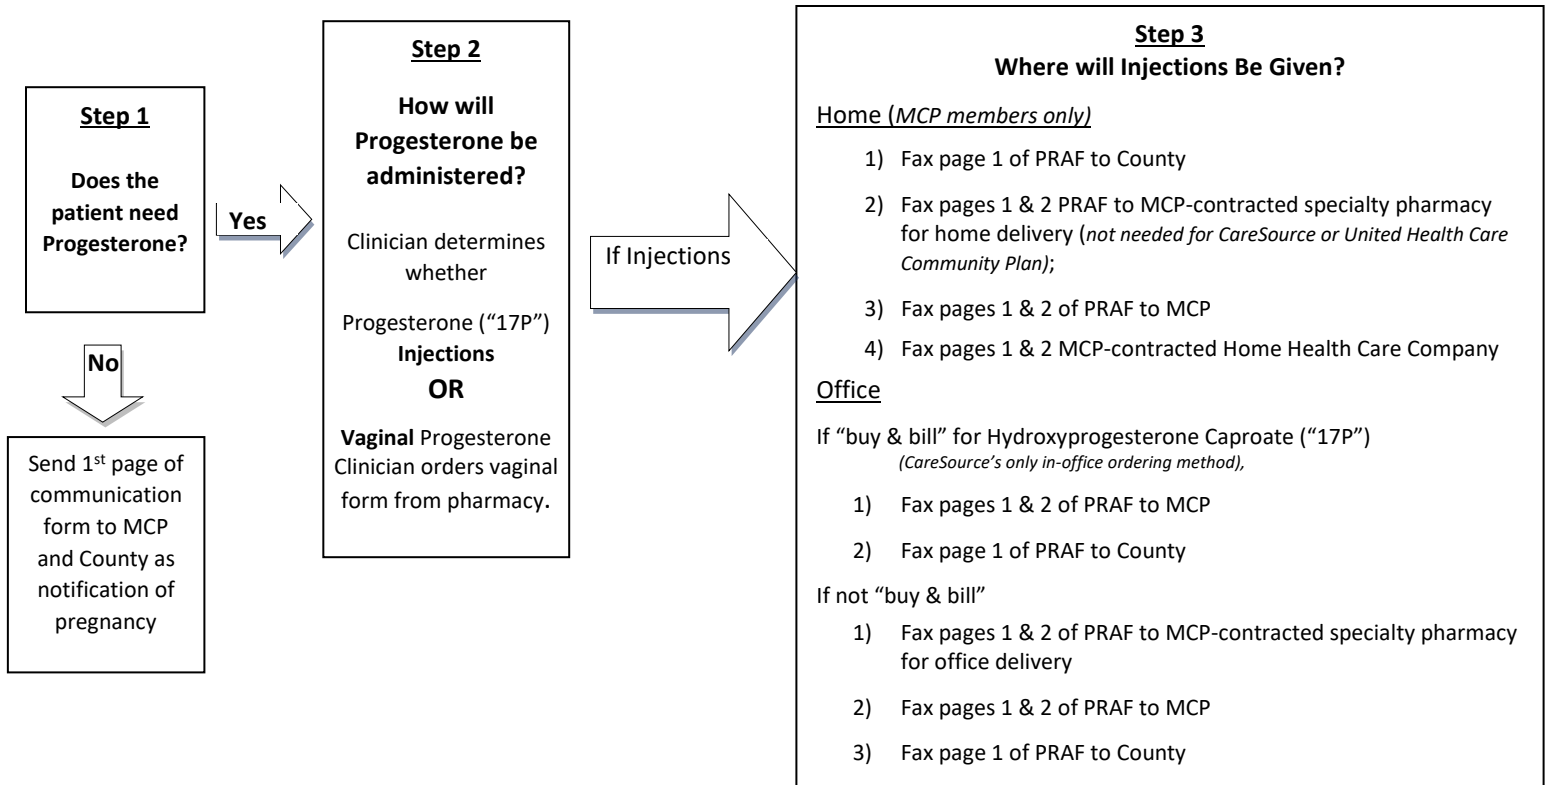 Step 1
Does the
patient need
Progesterone?
Yes
No
Send 1st page of
communication
form to MCP
and County as
notification of
pregnancy
Step 2
How will
Progesterone be
administered?
Clinician determines
whether
Progesterone (“17P”)
Injections
OR
Vaginal Progesterone
Clinician orders vaginal
form from pharmacy.
If Injections
Step 3
Where will Injections Be Given?
Home (MCP members only)
1) Fax page 1 of PRAF to County
2) Fax pages 1 & 2 PRAF to MCP-contracted specialty pharmacy
for home delivery (not needed for CareSource or United Health Care
Community Plan);
3) Fax pages 1 & 2 of PRAF to MCP
4) Fax pages 1 & 2 MCP-contracted Home Health Care Company
Office
If “buy & bill” for Hydroxyprogesterone Caproate (“17P”)
(CareSource’s only in-office ordering method),
1) Fax pages 1 & 2 of PRAF to MCP
2) Fax page 1 of PRAF to County
If not “buy & bill”
1) Fax pages 1 & 2 of PRAF to MCP-contracted specialty pharmacy
for office delivery
2) Fax pages 1 & 2 of PRAF to MCP
3) Fax page 1 of PRAF to County